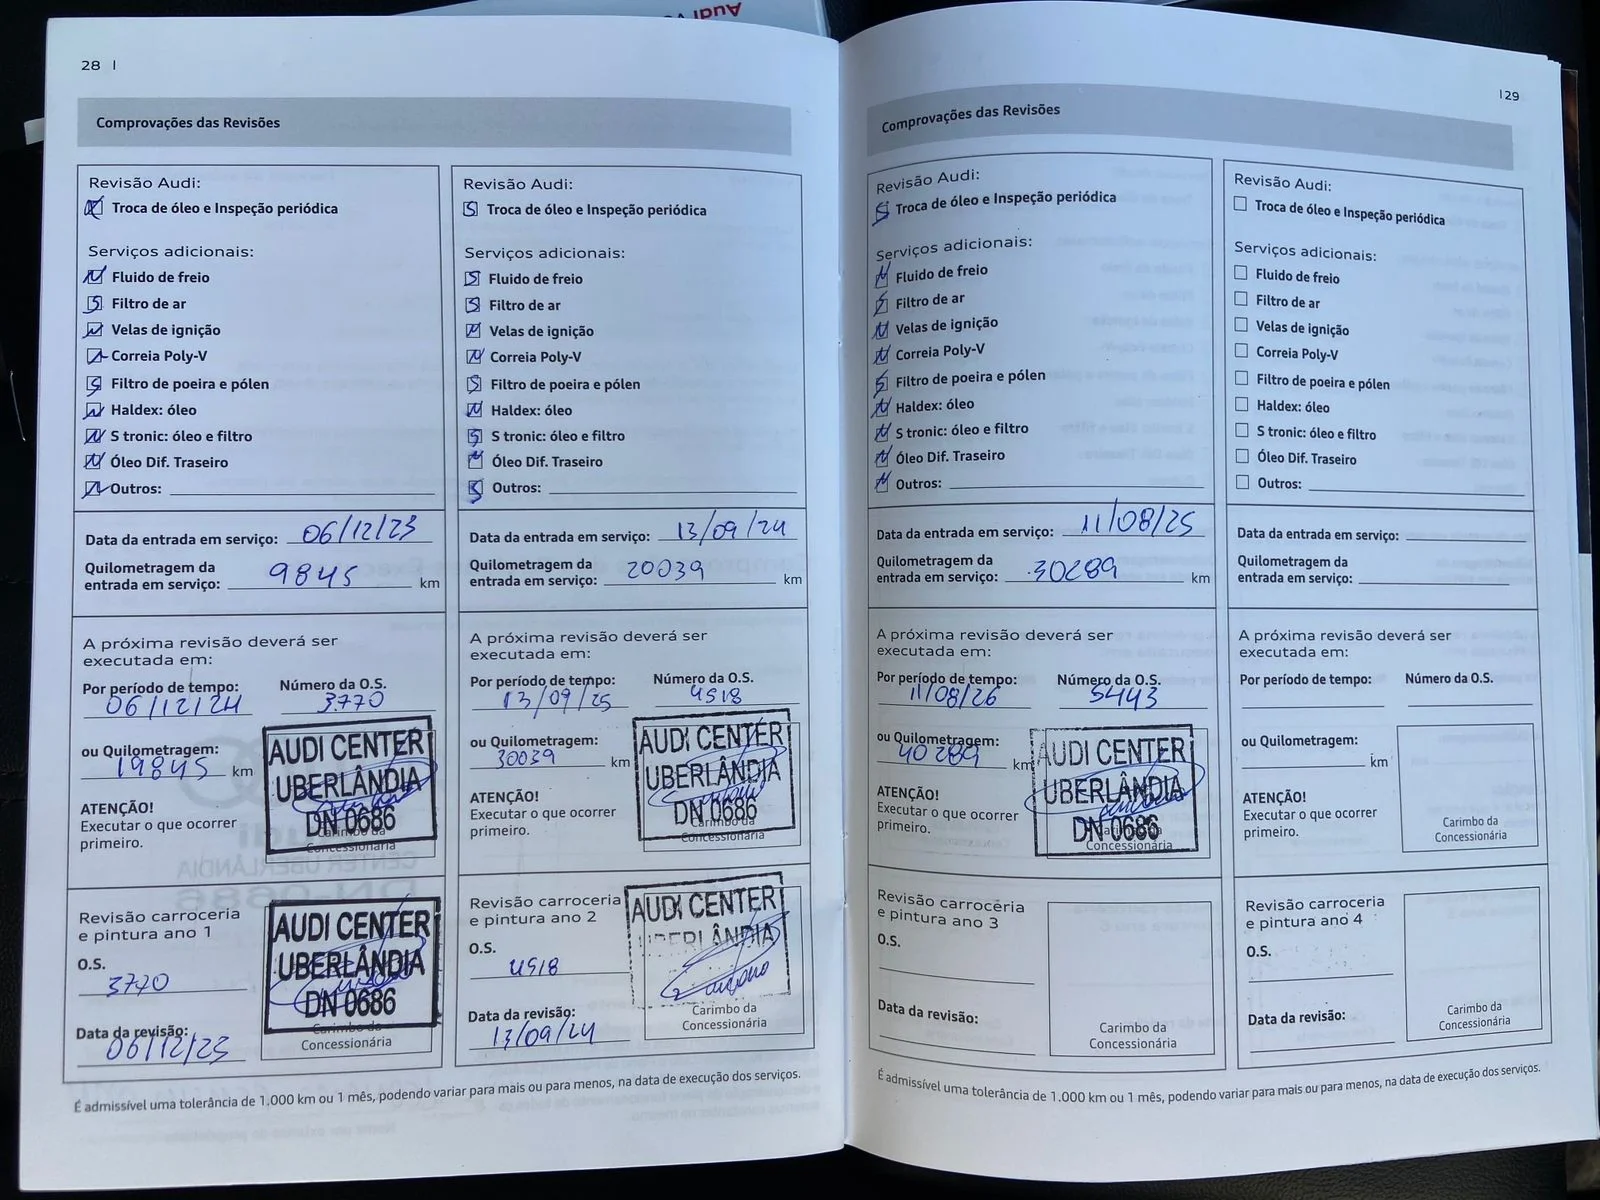 Audi
28 |
Comprovações das Revisões
Revisão Audi:
Troca de óleo e Inspeção periódica
Serviços adicionais:
N Fluido de freio
S Filtro de ar
N Velas de ignição
N Correia Poly-V
S Filtro de poeira e pólen
N Haldex: óleo
N S tronic: óleo e filtro
N Óleo Dif. Traseiro
N Outros:
Data da entrada em serviço: 06/12/23
Quilometragem da
entrada em serviço: 9845 km
A próxima revisão deverá ser
executada em:
Por período de tempo: Número da O.S.
06/12/24 3770
ou Quilometragem:
19845 km
ATENÇÃO!
Executar o que ocorrer
primeiro.
AUDI CENTER
UBERLÂNDIA
DN 0686
Carimbo da
Concessionária
Revisão carroceria
e pintura ano 1
O.S.
3770
Data da revisão:
06/12/23
AUDI CENTER
UBERLÂNDIA
DN 0686
Carimbo da
Concessionária
Revisão Audi:
S Troca de óleo e Inspeção periódica
Serviços adicionais:
S Fluido de freio
S Filtro de ar
N Velas de ignição
N Correia Poly-V
S Filtro de poeira e pólen
N Haldex: óleo
S S tronic: óleo e filtro
N Óleo Dif. Traseiro
S Outros:
Data da entrada em serviço: 13/09/24
Quilometragem da
entrada em serviço: 20039 km
A próxima revisão deverá ser
executada em:
Por período de tempo: Número da O.S.
13/09/25 4518
ou Quilometragem:
30039 km
ATENÇÃO!
Executar o que ocorrer
primeiro.
AUDI CENTER
UBERLÂNDIA
DN 0686
Carimbo da
Concessionária
Revisão carroceria
e pintura ano 2
O.S.
4518
Data da revisão:
13/09/24
AUDI CENTER
UBERLÂNDIA
Carimbo da
Concessionária
É admissível uma tolerância de 1.000 km ou 1 mês, podendo variar para mais ou para menos, na data de execução dos serviços.
|29
Comprovações das Revisões
Revisão Audi:
S Troca de óleo e Inspeção periódica
Serviços adicionais:
N Fluido de freio
S Filtro de ar
N Velas de ignição
N Correia Poly-V
S Filtro de poeira e pólen
N Haldex: óleo
N S tronic: óleo e filtro
N Óleo Dif. Traseiro
N Outros:
Data da entrada em serviço: 11/08/25
Quilometragem da
entrada em serviço: 30289 km
A próxima revisão deverá ser
executada em:
Por período de tempo: Número da O.S.
11/08/26 5443
ou Quilometragem:
40289 km
ATENÇÃO!
Executar o que ocorrer
primeiro.
AUDI CENTER
UBERLÂNDIA
DN 0686
Carimbo da
Concessionária
Revisão carroceria
e pintura ano 3
O.S.
Data da revisão:
Carimbo da
Concessionária
Revisão Audi:
Troca de óleo e Inspeção periódica
Serviços adicionais:
Fluido de freio
Filtro de ar
Velas de ignição
Correia Poly-V
Filtro de poeira e pólen
Haldex: óleo
S tronic: óleo e filtro
Óleo Dif. Traseiro
Outros:
Data da entrada em serviço:
Quilometragem da
entrada em serviço: km
A próxima revisão deverá ser
executada em:
Por período de tempo: Número da O.S.
ou Quilometragem:
km
ATENÇÃO!
Executar o que ocorrer
primeiro.
Carimbo da
Concessionária
Revisão carroceria
e pintura ano 4
O.S.
Data da revisão:
Carimbo da
Concessionária
É admissível uma tolerância de 1.000 km ou 1 mês, podendo variar para mais ou para menos, na data de execução dos serviços.